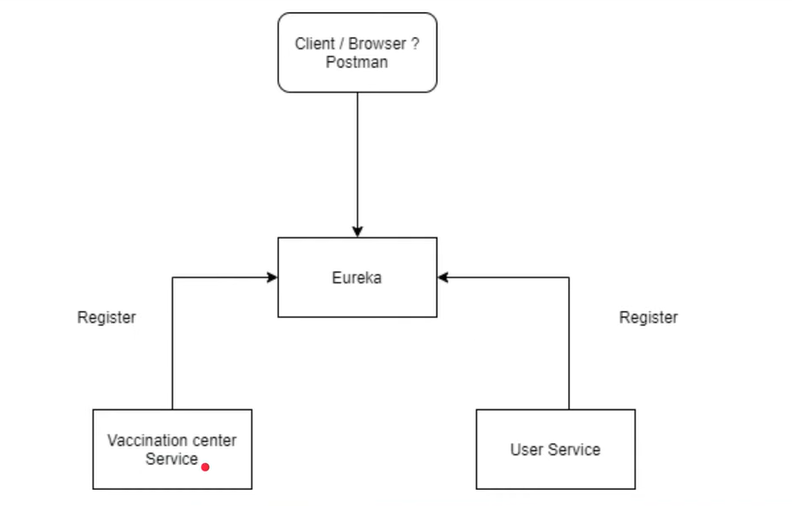 Client / Browser ?
Postman
Eureka
Register
Register
Vaccination center
Service
User Service